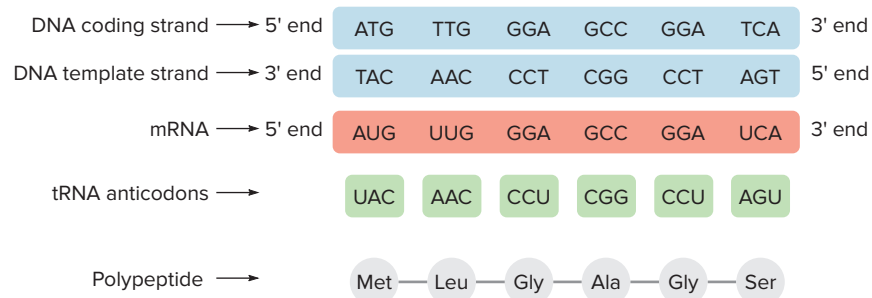 DNA coding strand 5' end ATG TTG GGA GCC GGA TCA 3' end
DNA template strand 3' end TAC AAC CCT CGG CCT AGT 5' end
mRNA 5' end AUG UUG GGA GCC GGA UCA 3' end
tRNA anticodons UAC AAC CCU CGG CCU AGU
Polypeptide Met Leu Gly Ala Gly Ser